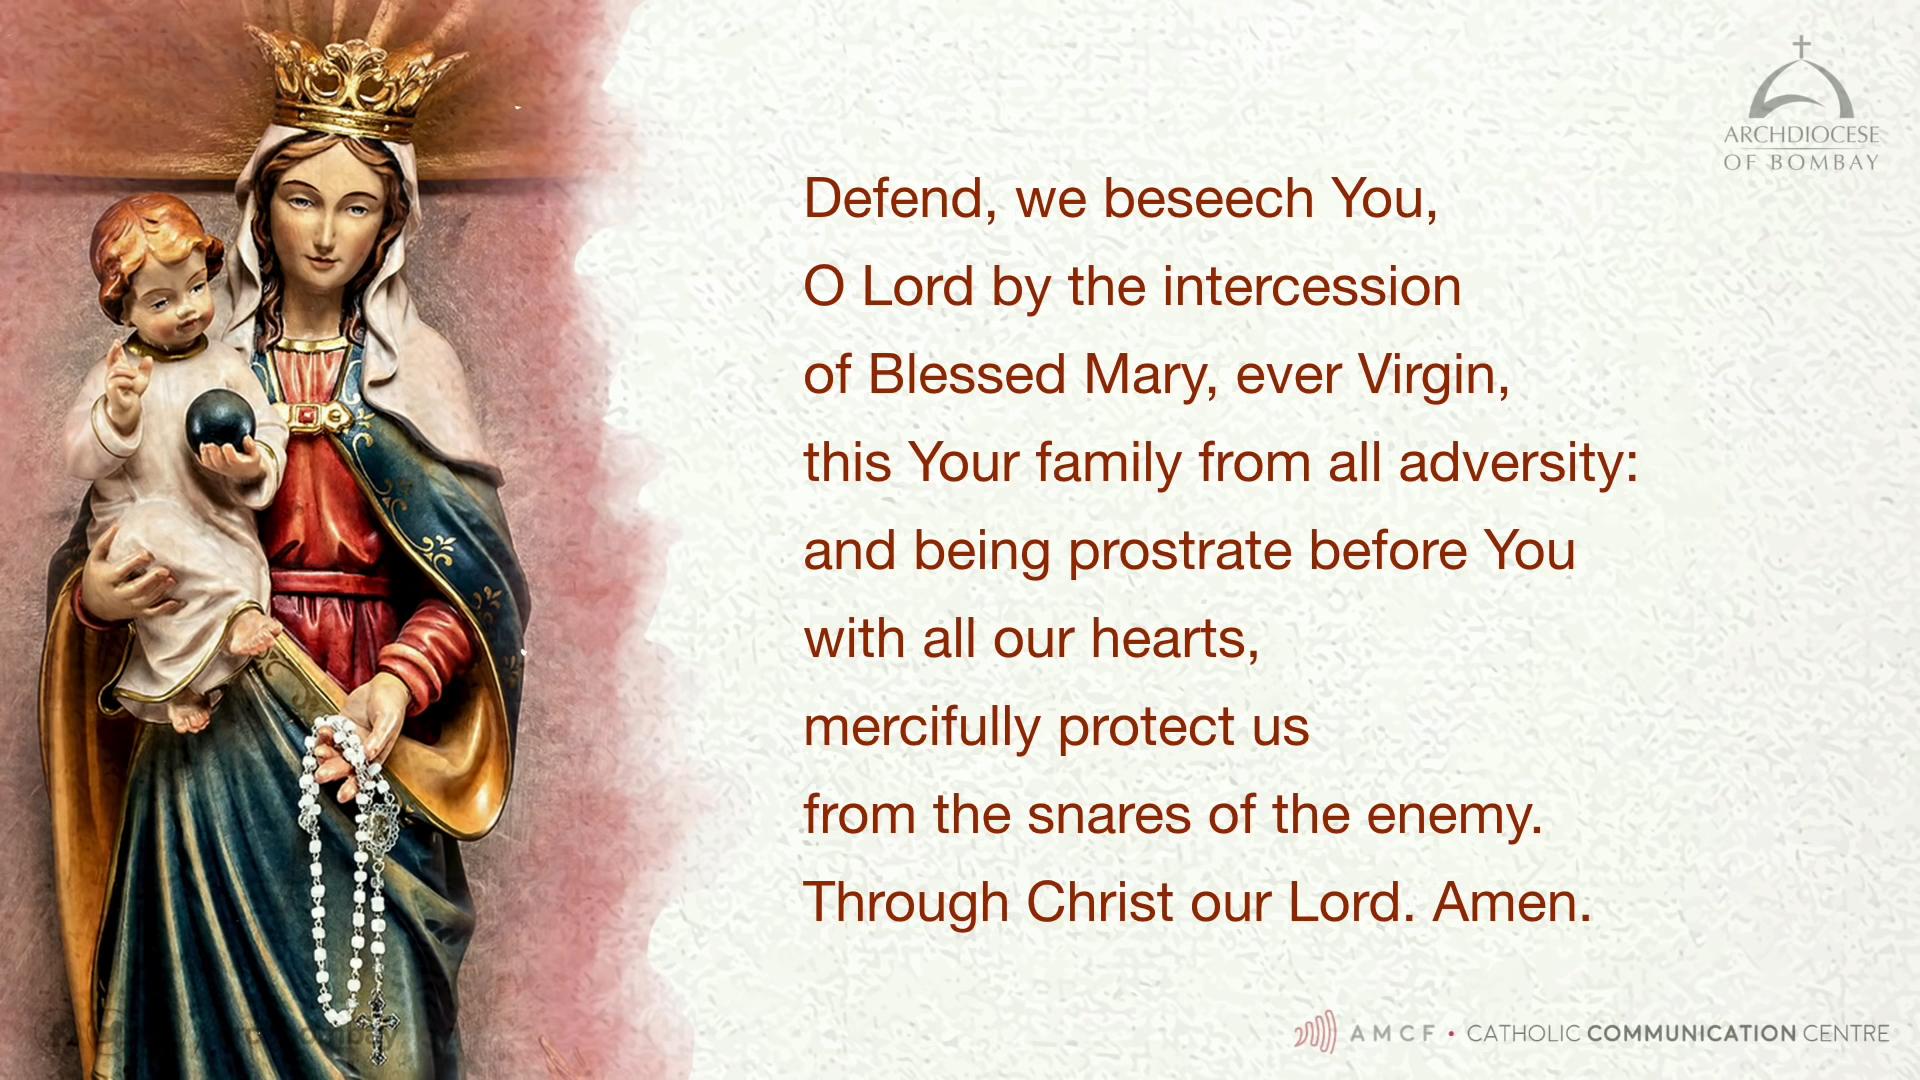 ARCHDIOCESE
OF BOMBAY
Defend, we beseech You,
O Lord by the intercession
of Blessed Mary, ever Virgin,
this Your family from all adversity:
and being prostrate before You
with all our hearts,
mercifully protect us
from the snares of the enemy.
Through Christ our Lord. Amen.
AMCF • CATHOLIC COMMUNICATION CENTRE